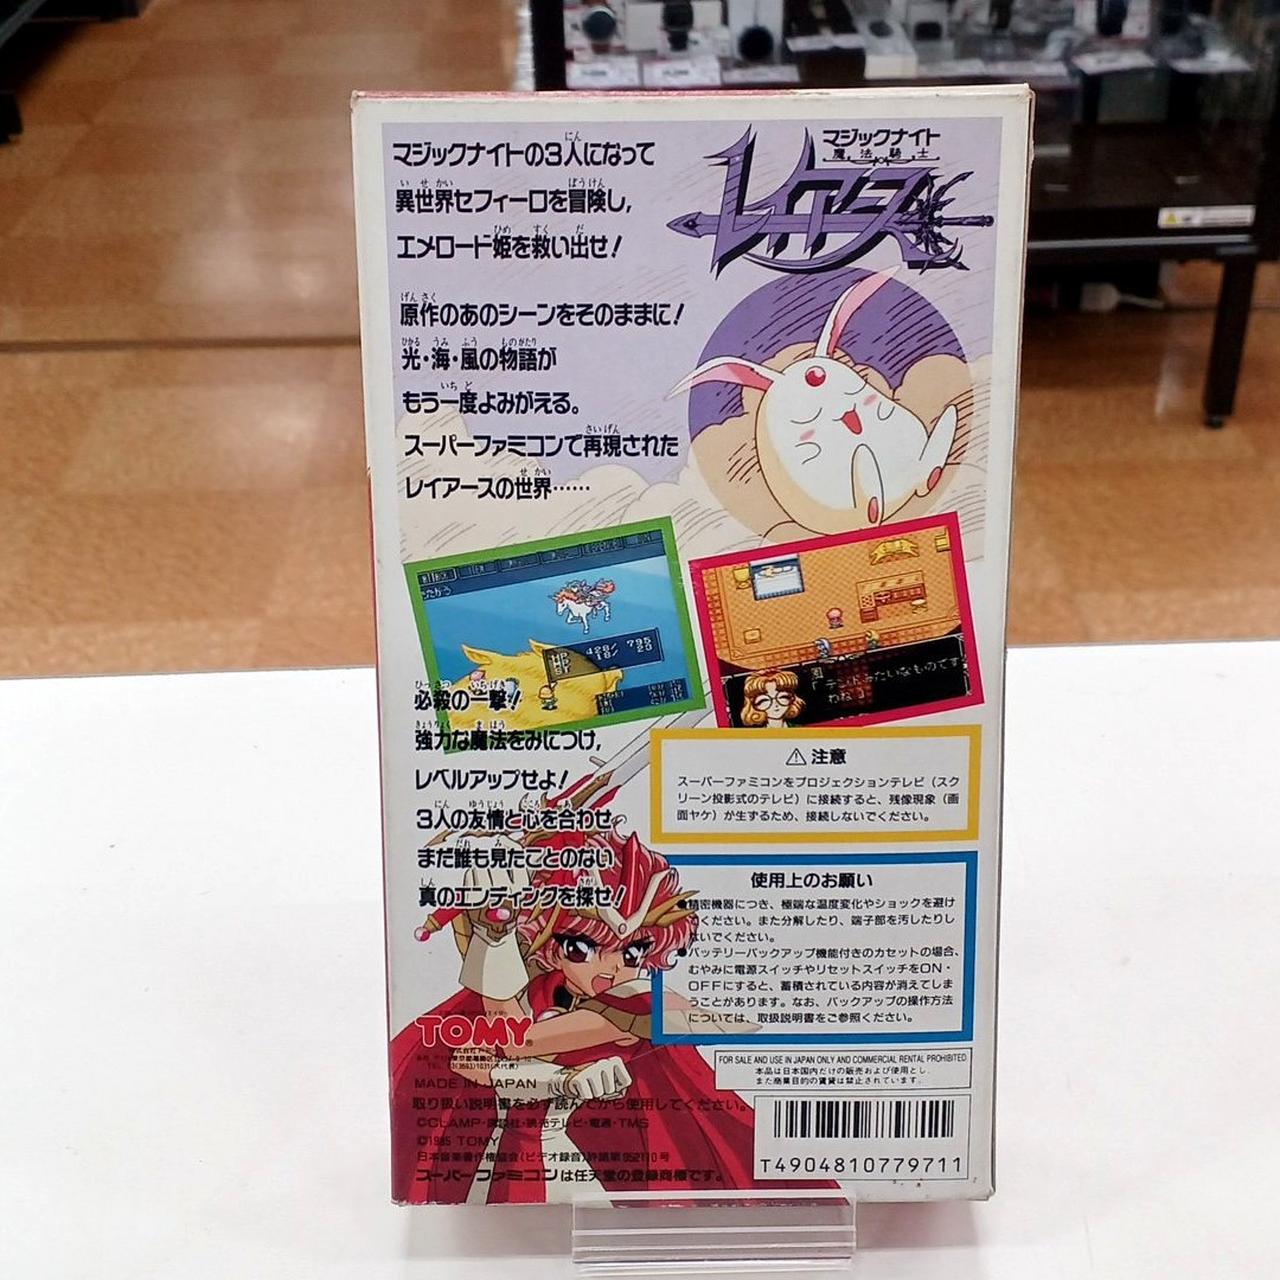 マジックナイト
魔法騎士
レイアース
マジックナイトの3人になって
異世界セフィーロを冒険し,
エメロード姫を救い出せ!
原作のあのシーンをそのままに!
光・海・風の物語が
もう一度よみがえる。
スーパーファミコンで再現された
レイアースの世界……
428/ 795
18/ 23
必殺の一撃!
強力な魔法をみにつけ,
レベルアップせよ!
3人の友情と心を合わせ
まだ誰も見たことのない
真のエンディングを探せ!
⚠注意
スーパーファミコンをプロジェクションテレビ(スク
リーン投影式のテレビ)に接続すると、残像現象(画
面ヤケ)が生ずるため、接続しないでください。
使用上のお願い
●精密機器につき、極端な温度変化やショックを避け
てください。また分解したり、端子部を汚したりし
ないでください。
●バッテリーバックアップ機能付きのカセットの場合、
むやみに電源スイッチやリセットスイッチをON・
OFFにすると、蓄積されている内容が消えてしま
うことがあります。なお、バックアップの操作方法
については、取扱説明書をご参照ください。
TOMY
MADE IN JAPAN
取り扱い説明書を必ず読んでから使用してください。
©CLAMP・講談社・読売テレビ・電通・TMS
©1995 TOMY
日本音楽著作権協会(ビデオ録音)許諾第952110号
スーパーファミコンは任天堂の登録商標です。
FOR SALE AND USE IN JAPAN ONLY AND COMMERCIAL RENTAL PROHIBITED.
本品は日本国内だけの販売および使用とし、
また商業目的の賃貸は禁止されています。
T4904810779711